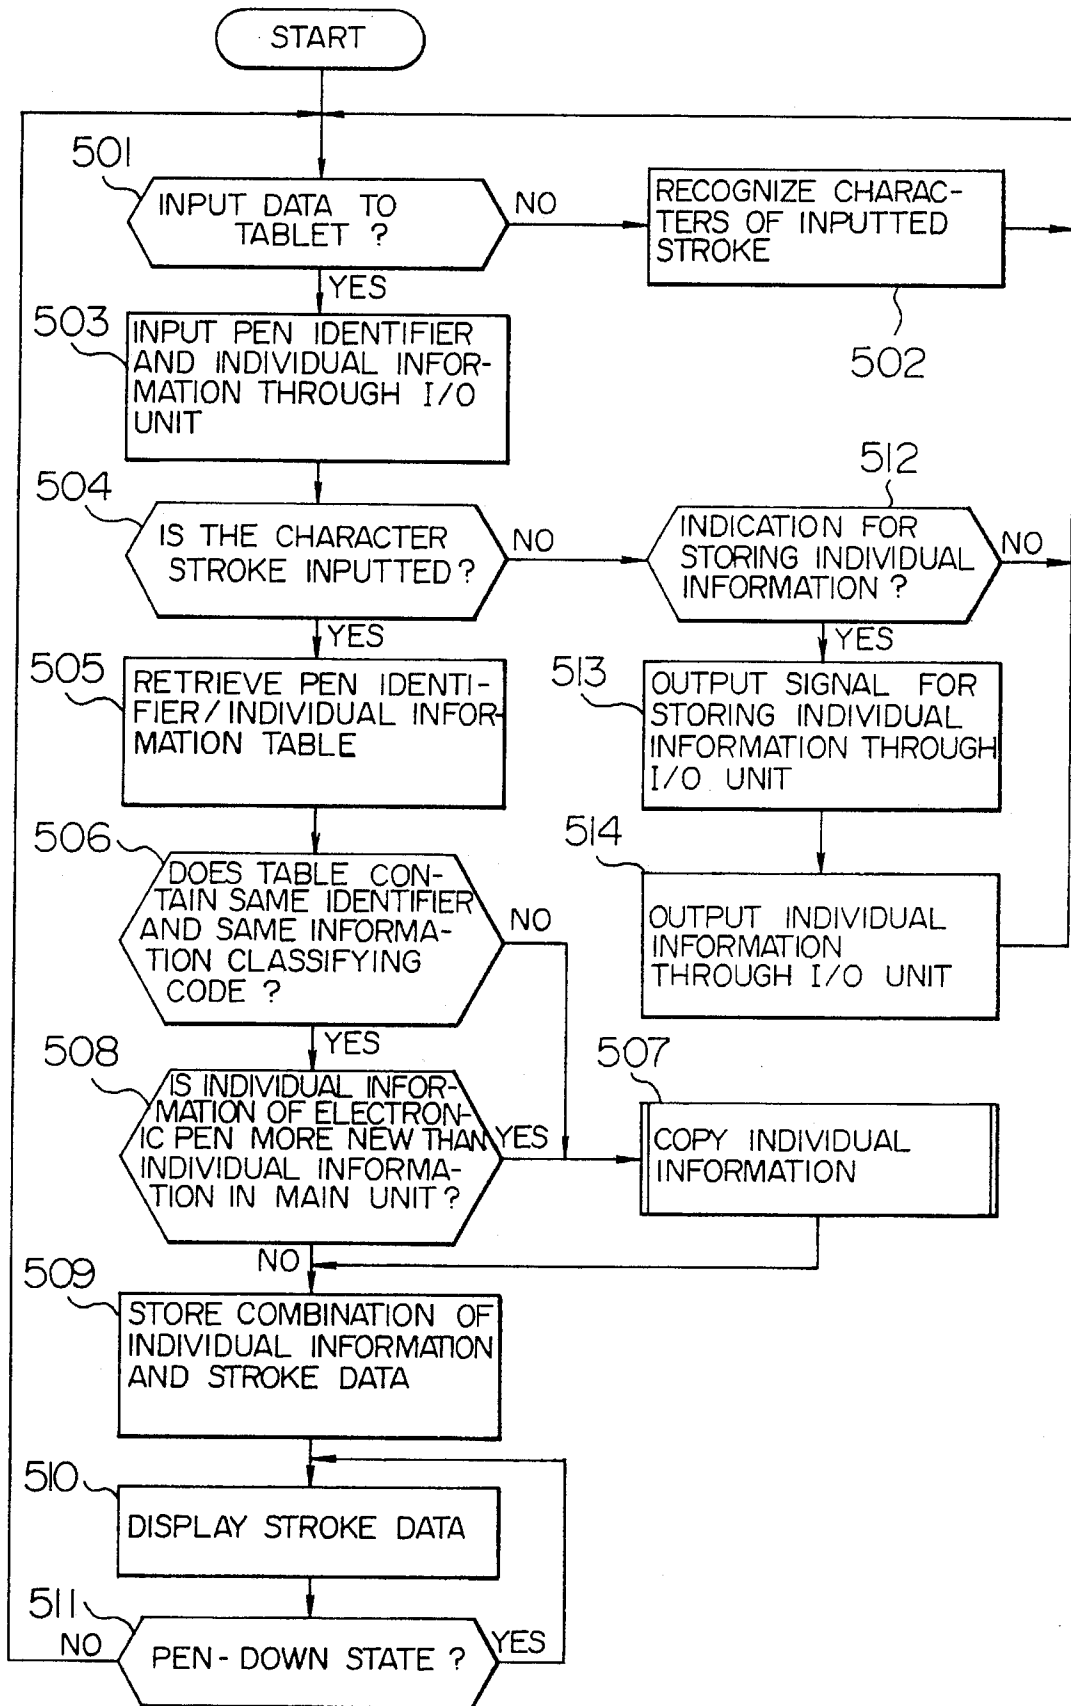 START
501
INPUT DATA TO
TABLET ?
NO
RECOGNIZE CHARAC-
TERS OF INPUTTED
STROKE
502
YES
503
INPUT PEN IDENTIFIER
AND INDIVIDUAL INFOR-
MATION THROUGH I/O
UNIT
504
IS THE CHARACTER
STROKE INPUTTED ?
NO
512
INDICATION FOR
STORING INDIVIDUAL
INFORMATION ?
NO
YES
YES
505
RETRIEVE PEN IDENTI-
FIER/INDIVIDUAL INFOR-
MATION TABLE
513
OUTPUT SIGNAL FOR
STORING INDIVIDUAL
INFORMATION THROUGH
I/O UNIT
506
DOES TABLE CON-
TAIN SAME IDENTIFIER
AND SAME INFORMA-
TION CLASSIFYING
CODE ?
NO
514
OUTPUT INDIVIDUAL
INFORMATION
THROUGH I/O UNIT
YES
508
IS INDIVIDUAL INFOR-
MATION OF ELECTRON-
IC PEN MORE NEW THAN
INDIVIDUAL INFORMA-
TION IN MAIN UNIT ?
YES
507
COPY INDIVIDUAL
INFORMATION
NO
509
STORE COMBINATION OF
INDIVIDUAL INFORMATION
AND STROKE DATA
510
DISPLAY STROKE DATA
511
NO
PEN-DOWN STATE ?
YES